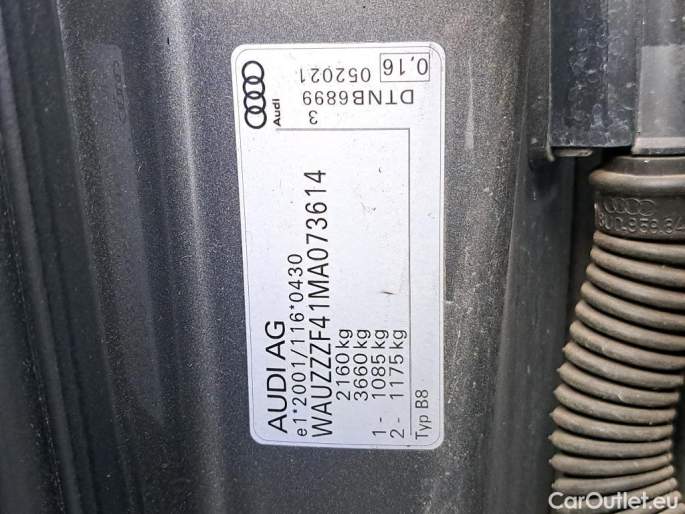 AUDI AG
e1*2001/116*0430
WAUZZZF41MA073614
2160 kg
3660 kg
1- 1085 kg
2- 1175 kg
Typ B8
Audi
3
DTNB6899
052021
0,16
CarOutlet.eu